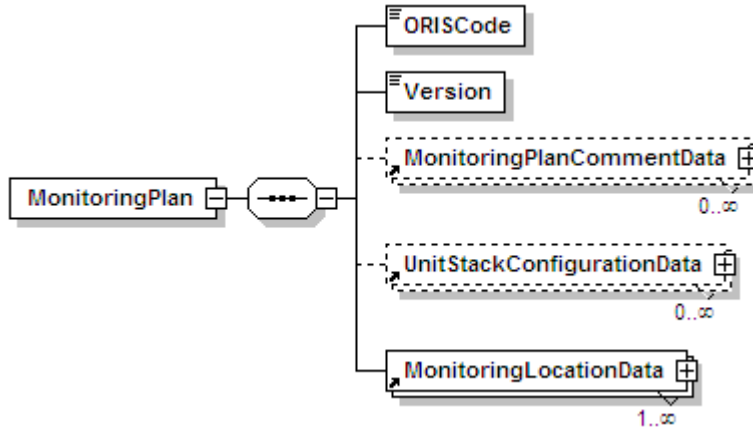 ORISCode
Version
MonitoringPlanCommentData
0..∞
MonitoringPlan
UnitStackConfigurationData
0..∞
MonitoringLocationData
1..∞